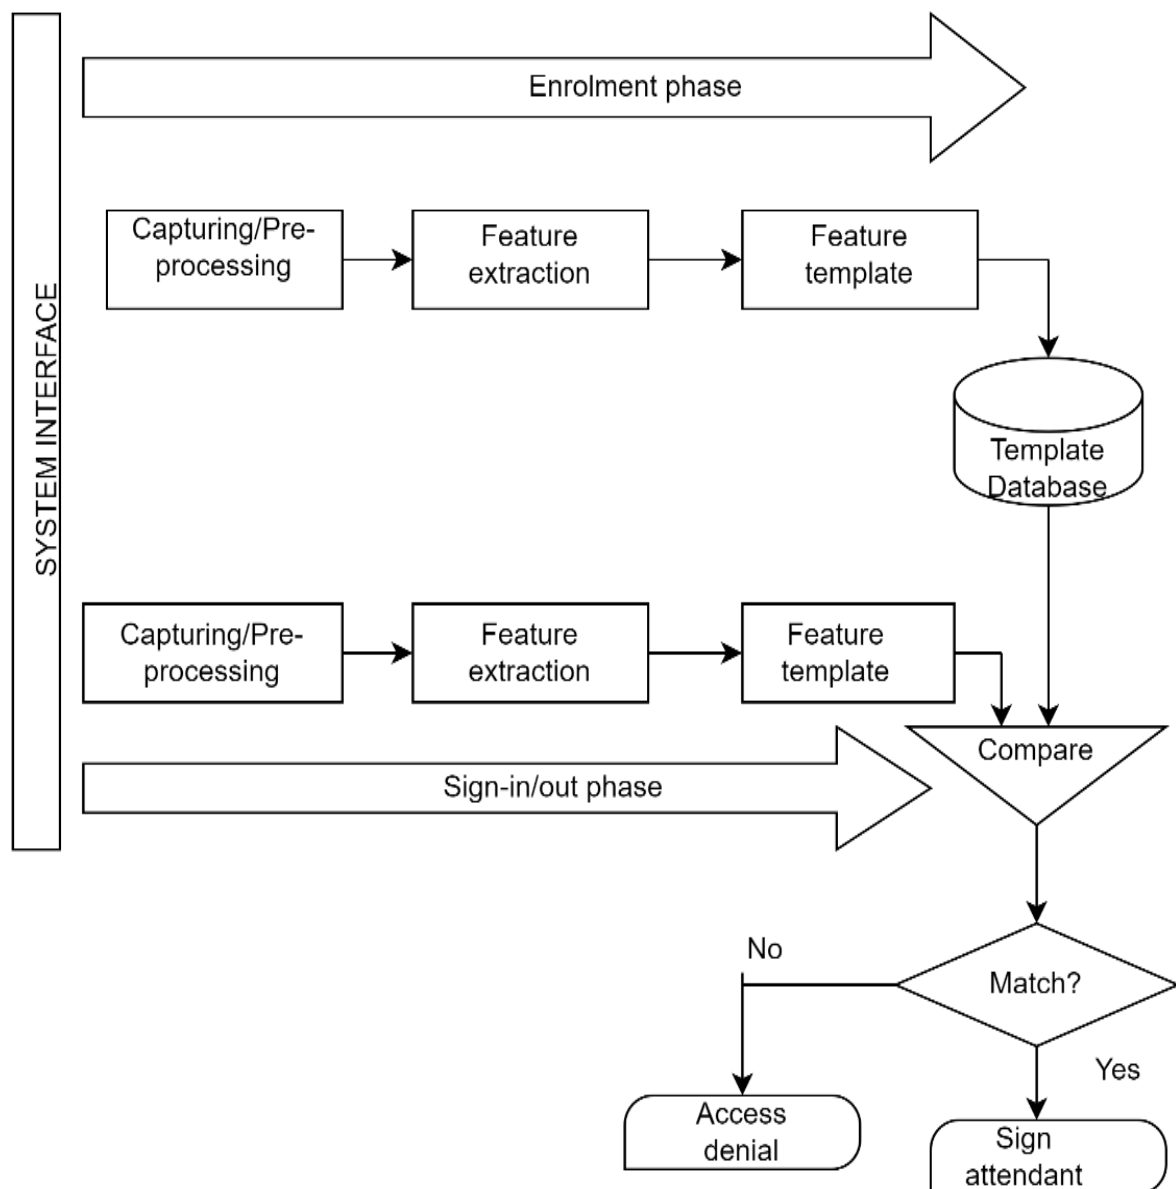 SYSTEM INTERFACE
Enrolment phase
Capturing/Pre-
processing
Feature
extraction
Feature
template
Template
Database
Capturing/Pre-
processing
Feature
extraction
Feature
template
Compare
Sign-in/out phase
Match?
No
Yes
Access
denial
Sign
attendant